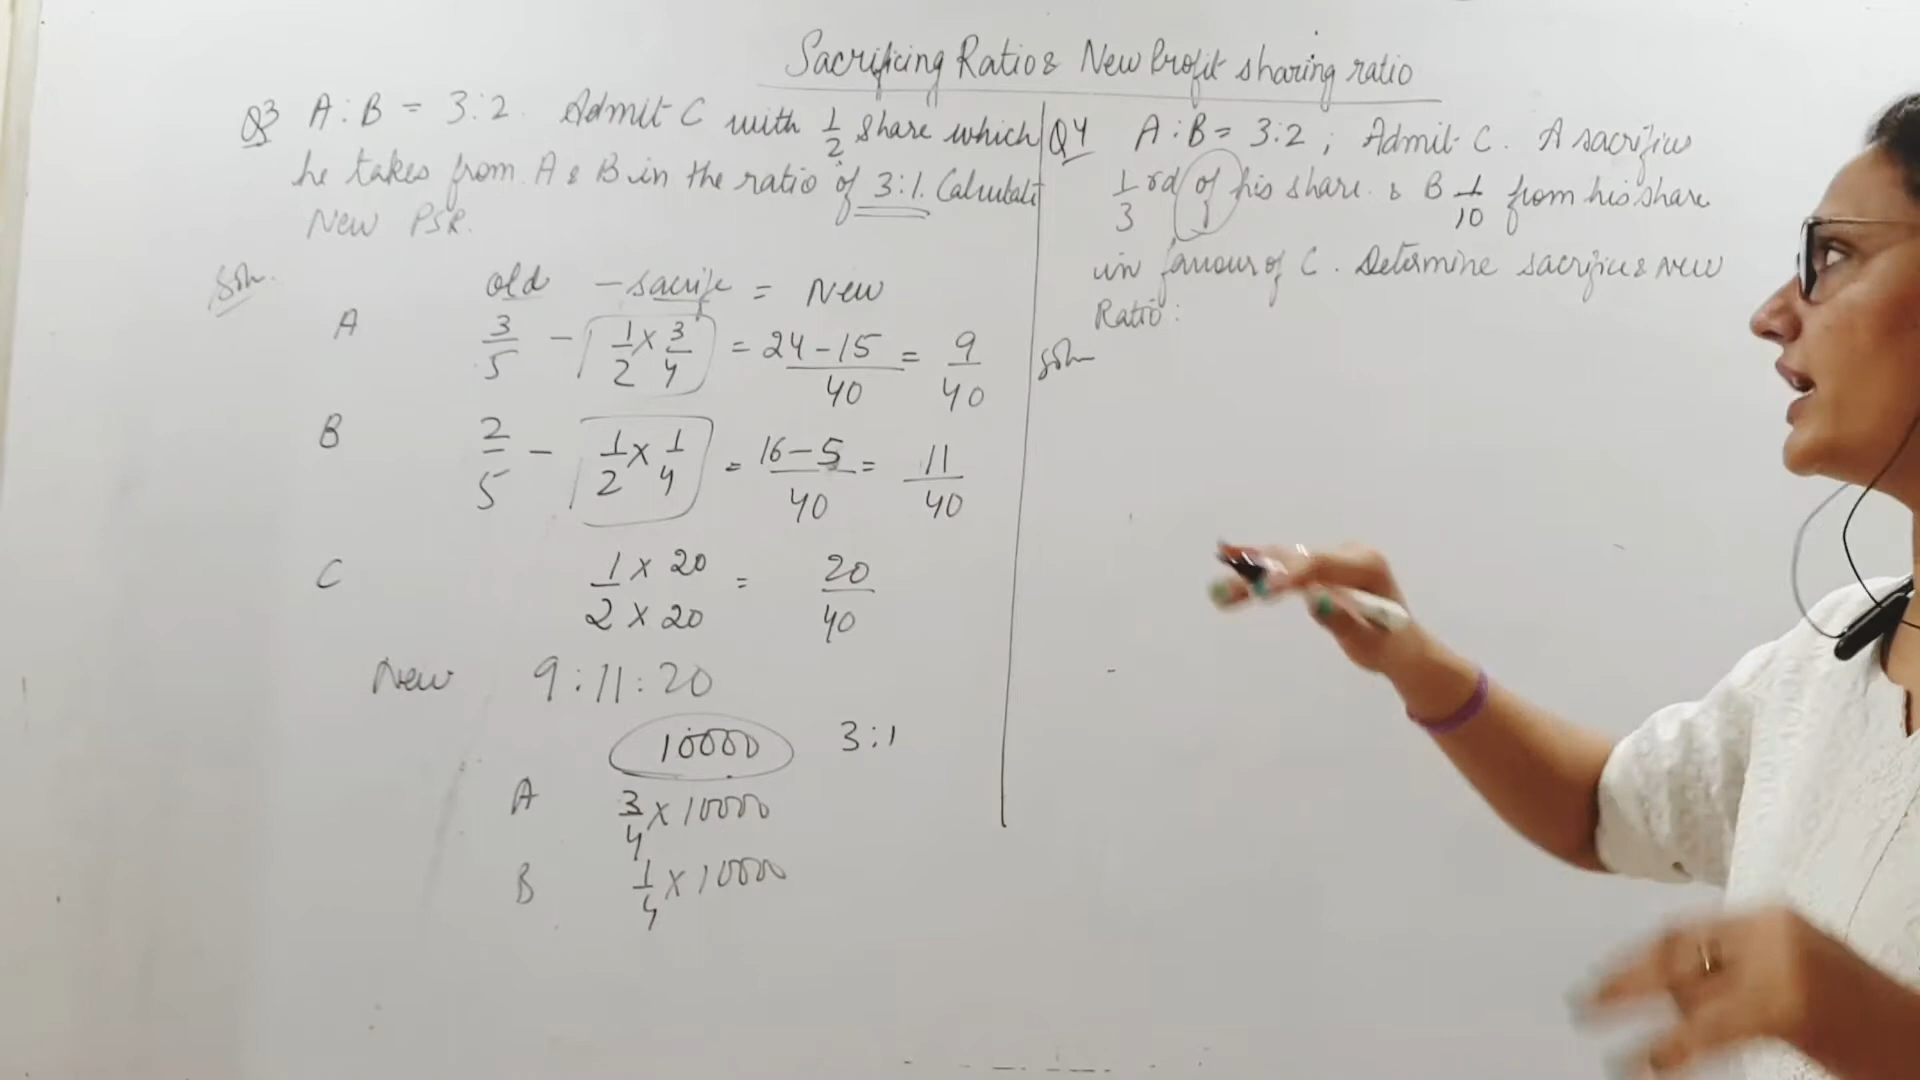 Sacrificing Ratio & New Profit sharing ratio
Q3 A : B = 3:2. Admit C with 1/2 share which
he takes from A & B in the ratio of 3:1. Calculate
New PSR.
Soln.
old - sacrifice = New
A 3/5 - 1/2 x 3/4 = 24-15/40 = 9/40
B 2/5 - 1/2 x 1/4 = 16-5/40 = 11/40
C 1 x 20/2 x 20 = 20/40
New 9:11:20
10000 3:1
A 3/4 x 10000
B 1/4 x 10000
Q4 A : B = 3:2 ; Admit C. A sacrifices
1/3 rd of his share & B 1/10 from his share
in favour of C. Determine sacrifice & New
Ratio:
Soln